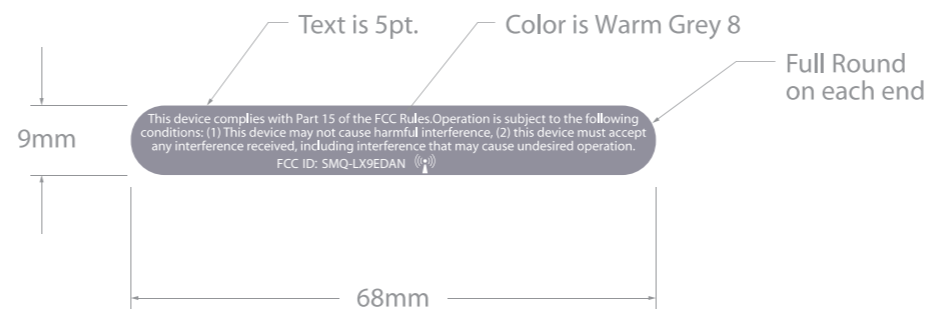 Text is 5pt.
Color is Warm Grey 8
Full Round
on each end
9mm
This device complies with Part 15 of the FCC Rules.Operation is subject to the following
conditions: (1) This device may not cause harmful interference, (2) this device must accept
any interference received, including interference that may cause undesired operation.
FCC ID: SMQ-LX9EDAN
68mm